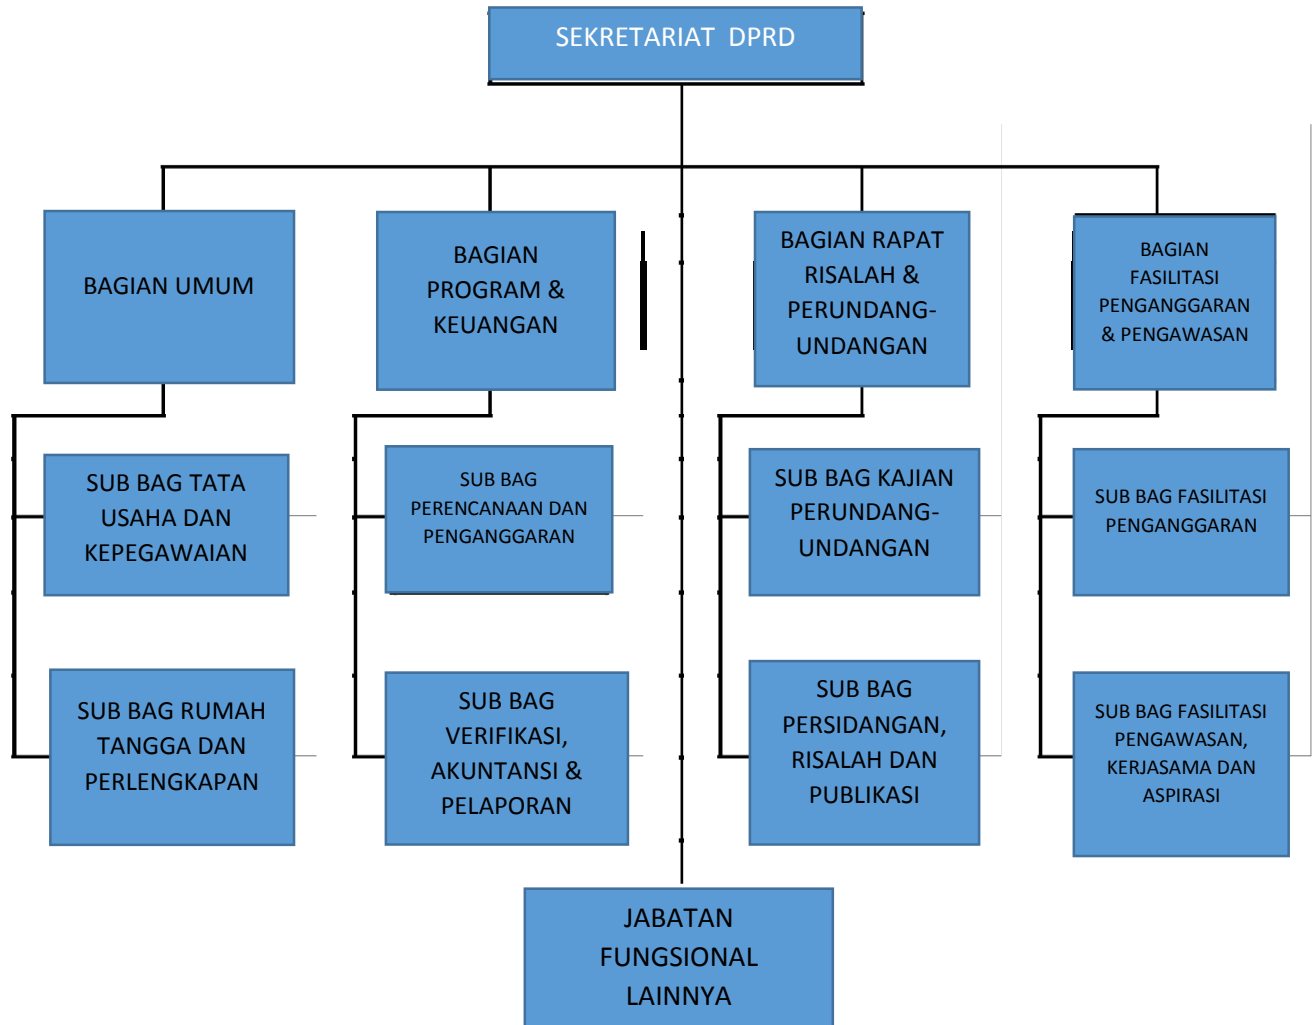 SEKRETARIAT DPRD
BAGIAN UMUM
BAGIAN
PROGRAM &
KEUANGAN
BAGIAN RAPAT
RISALAH &
PERUNDANG-
UNDANGAN
BAGIAN
FASILITASI
PENGANGGARAN
& PENGAWASAN
SUB BAG TATA
USAHA DAN
KEPEGAWAIAN
SUB BAG
PERENCANAAN DAN
PENGANGGARAN
SUB BAG KAJIAN
PERUNDANG-
UNDANGAN
SUB BAG FASILITASI
PENGANGGARAN
SUB BAG RUMAH
TANGGA DAN
PERLENGKAPAN
SUB BAG
VERIFIKASI,
AKUNTANSI &
PELAPORAN
SUB BAG
PERSIDANGAN,
RISALAH DAN
PUBLIKASI
SUB BAG FASILITASI
PENGAWASAN,
KERJASAMA DAN
ASPIRASI
JABATAN
FUNGSIONAL
LAINNYA